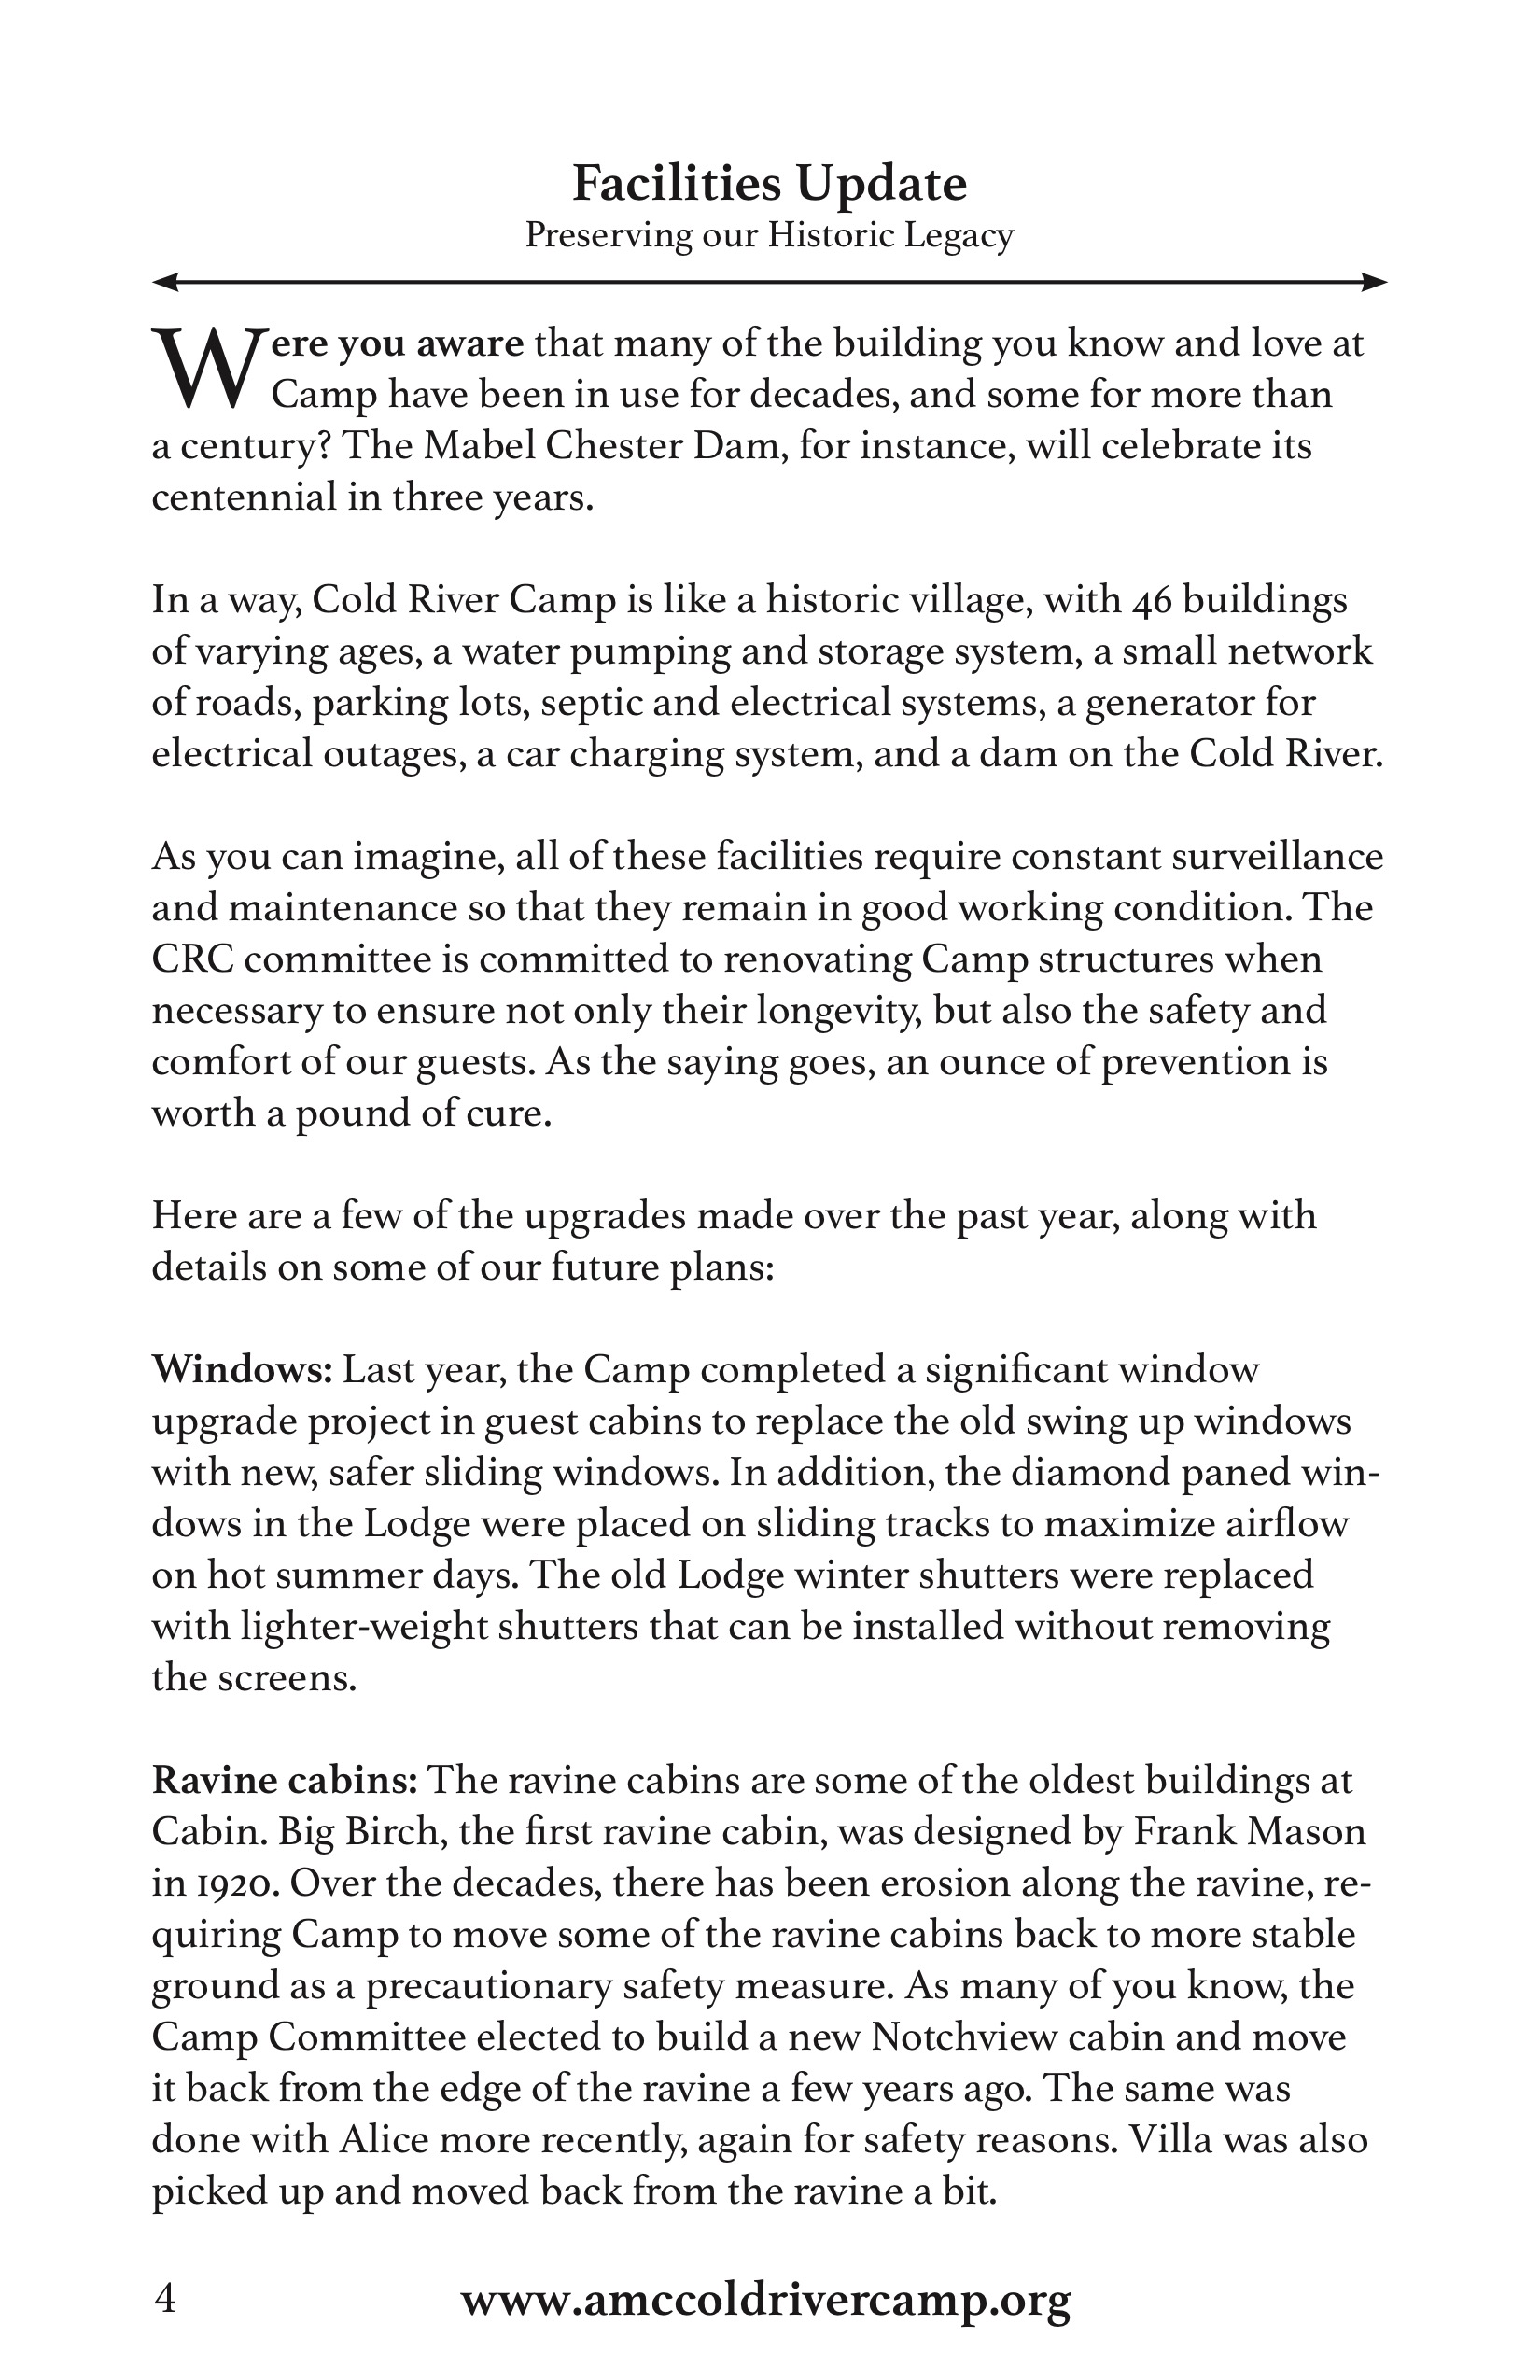 Facilities Update
Preserving our Historic Legacy
Were you aware that many of the building you know and love at
Camp have been in use for decades, and some for more than
a century? The Mabel Chester Dam, for instance, will celebrate its
centennial in three years.
In a way, Cold River Camp is like a historic village, with 46 buildings
of varying ages, a water pumping and storage system, a small network
of roads, parking lots, septic and electrical systems, a generator for
electrical outages, a car charging system, and a dam on the Cold River.
As you can imagine, all of these facilities require constant surveillance
and maintenance so that they remain in good working condition. The
CRC committee is committed to renovating Camp structures when
necessary to ensure not only their longevity, but also the safety and
comfort of our guests. As the saying goes, an ounce of prevention is
worth a pound of cure.
Here are a few of the upgrades made over the past year, along with
details on some of our future plans:
Windows: Last year, the Camp completed a significant window
upgrade project in guest cabins to replace the old swing up windows
with new, safer sliding windows. In addition, the diamond paned win-
dows in the Lodge were placed on sliding tracks to maximize airflow
on hot summer days. The old Lodge winter shutters were replaced
with lighter-weight shutters that can be installed without removing
the screens.
Ravine cabins: The ravine cabins are some of the oldest buildings at
Cabin. Big Birch, the first ravine cabin, was designed by Frank Mason
in 1920. Over the decades, there has been erosion along the ravine, re-
quiring Camp to move some of the ravine cabins back to more stable
ground as a precautionary safety measure. As many of you know, the
Camp Committee elected to build a new Notchview cabin and move
it back from the edge of the ravine a few years ago. The same was
done with Alice more recently, again for safety reasons. Villa was also
picked up and moved back from the ravine a bit.
4 www.amccoldrivercamp.org